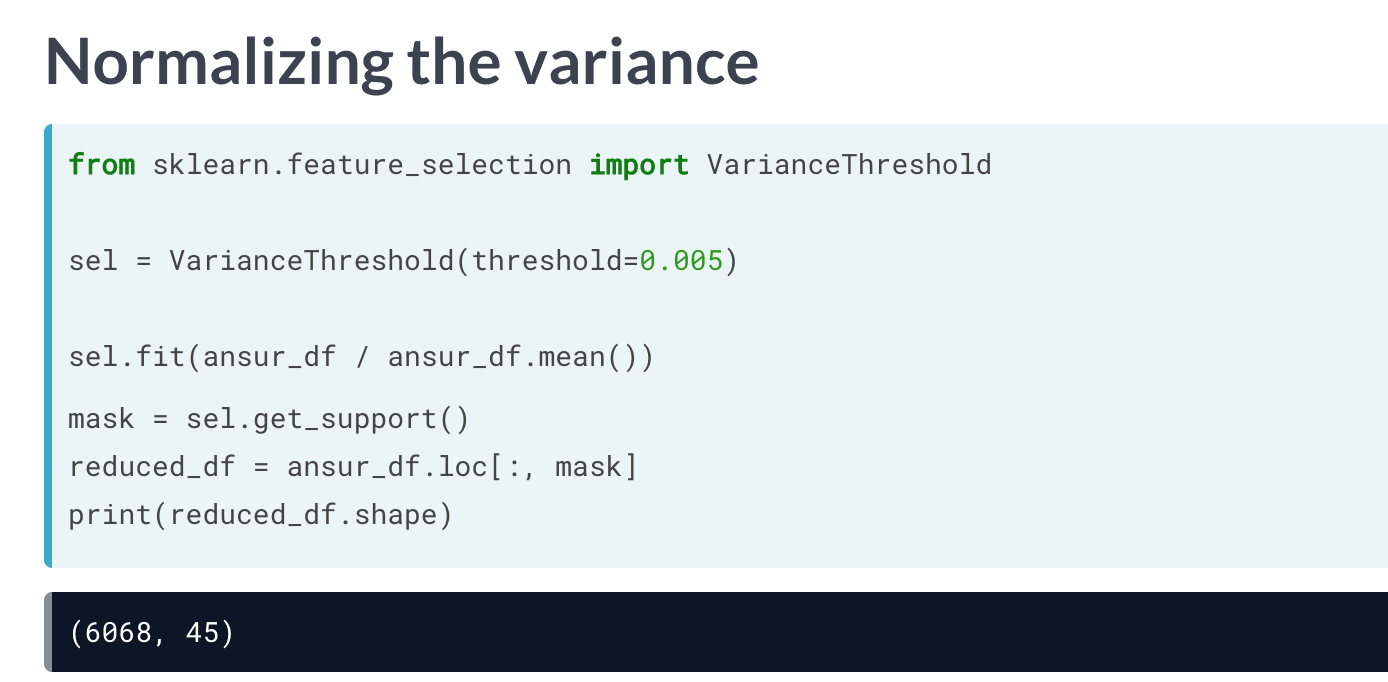 Normalizing the variance
from sklearn.feature_selection import VarianceThreshold
sel = VarianceThreshold(threshold=0.005)
sel.fit(ansur_df / ansur_df.mean())
mask = sel.get_support()
reduced_df = ansur_df.loc[:, mask]
print(reduced_df.shape)
(6068, 45)